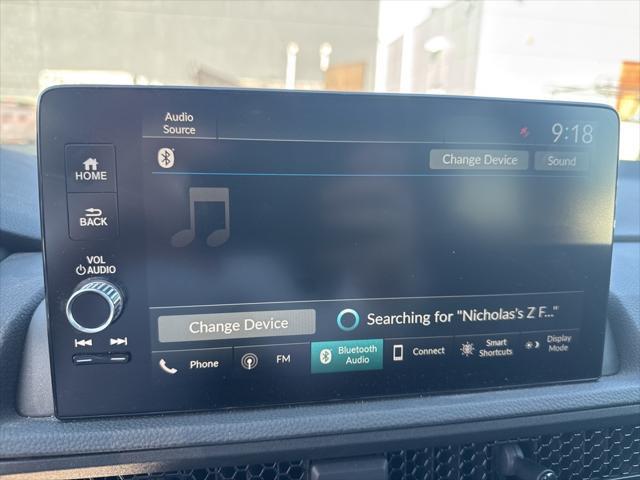 Audio
Source
9:18
Change Device
Sound
HOME
BACK
VOL
AUDIO
Change Device
Searching for "Nicholas's Z F..."
Phone
FM
Bluetooth
Audio
Connect
Smart
Shortcuts
Display
Mode